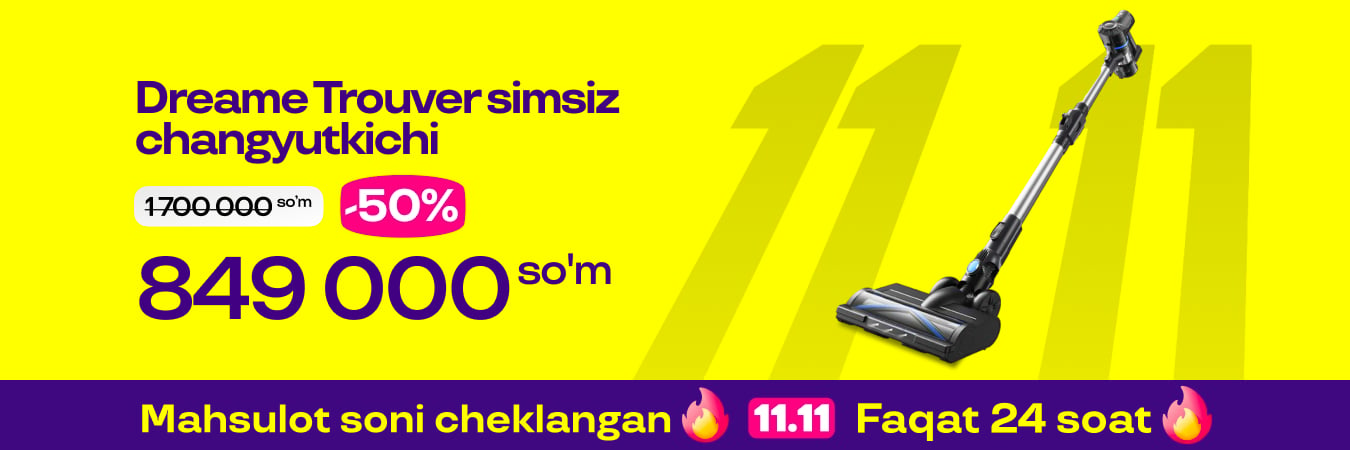 Dreame Trouver simsiz
changyutkichi
1 700 000 so'm
-50%
849 000 so'm
11.11
Mahsulot soni cheklangan 🔥 11.11 Faqat 24 soat 🔥